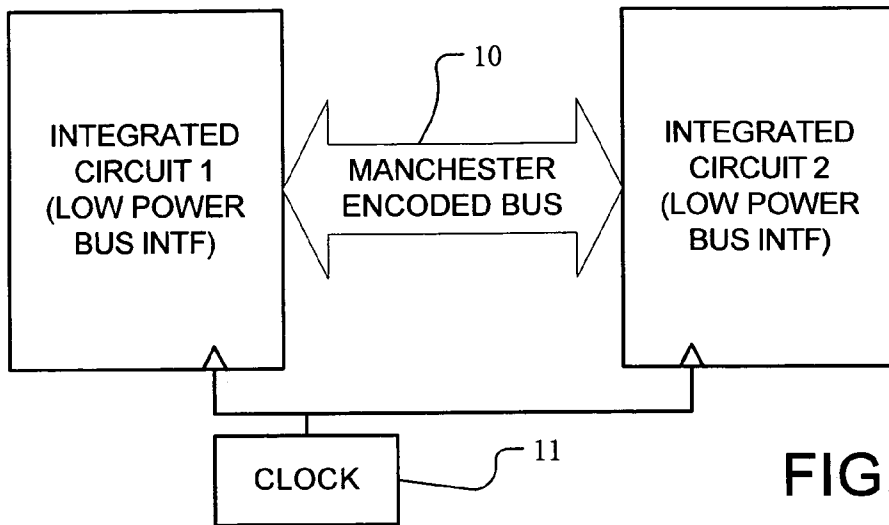 10
INTEGRATED
CIRCUIT 1
(LOW POWER
BUS INTF)
MANCHESTER
ENCODED BUS
INTEGRATED
CIRCUIT 2
(LOW POWER
BUS INTF)
CLOCK
11
FIG.